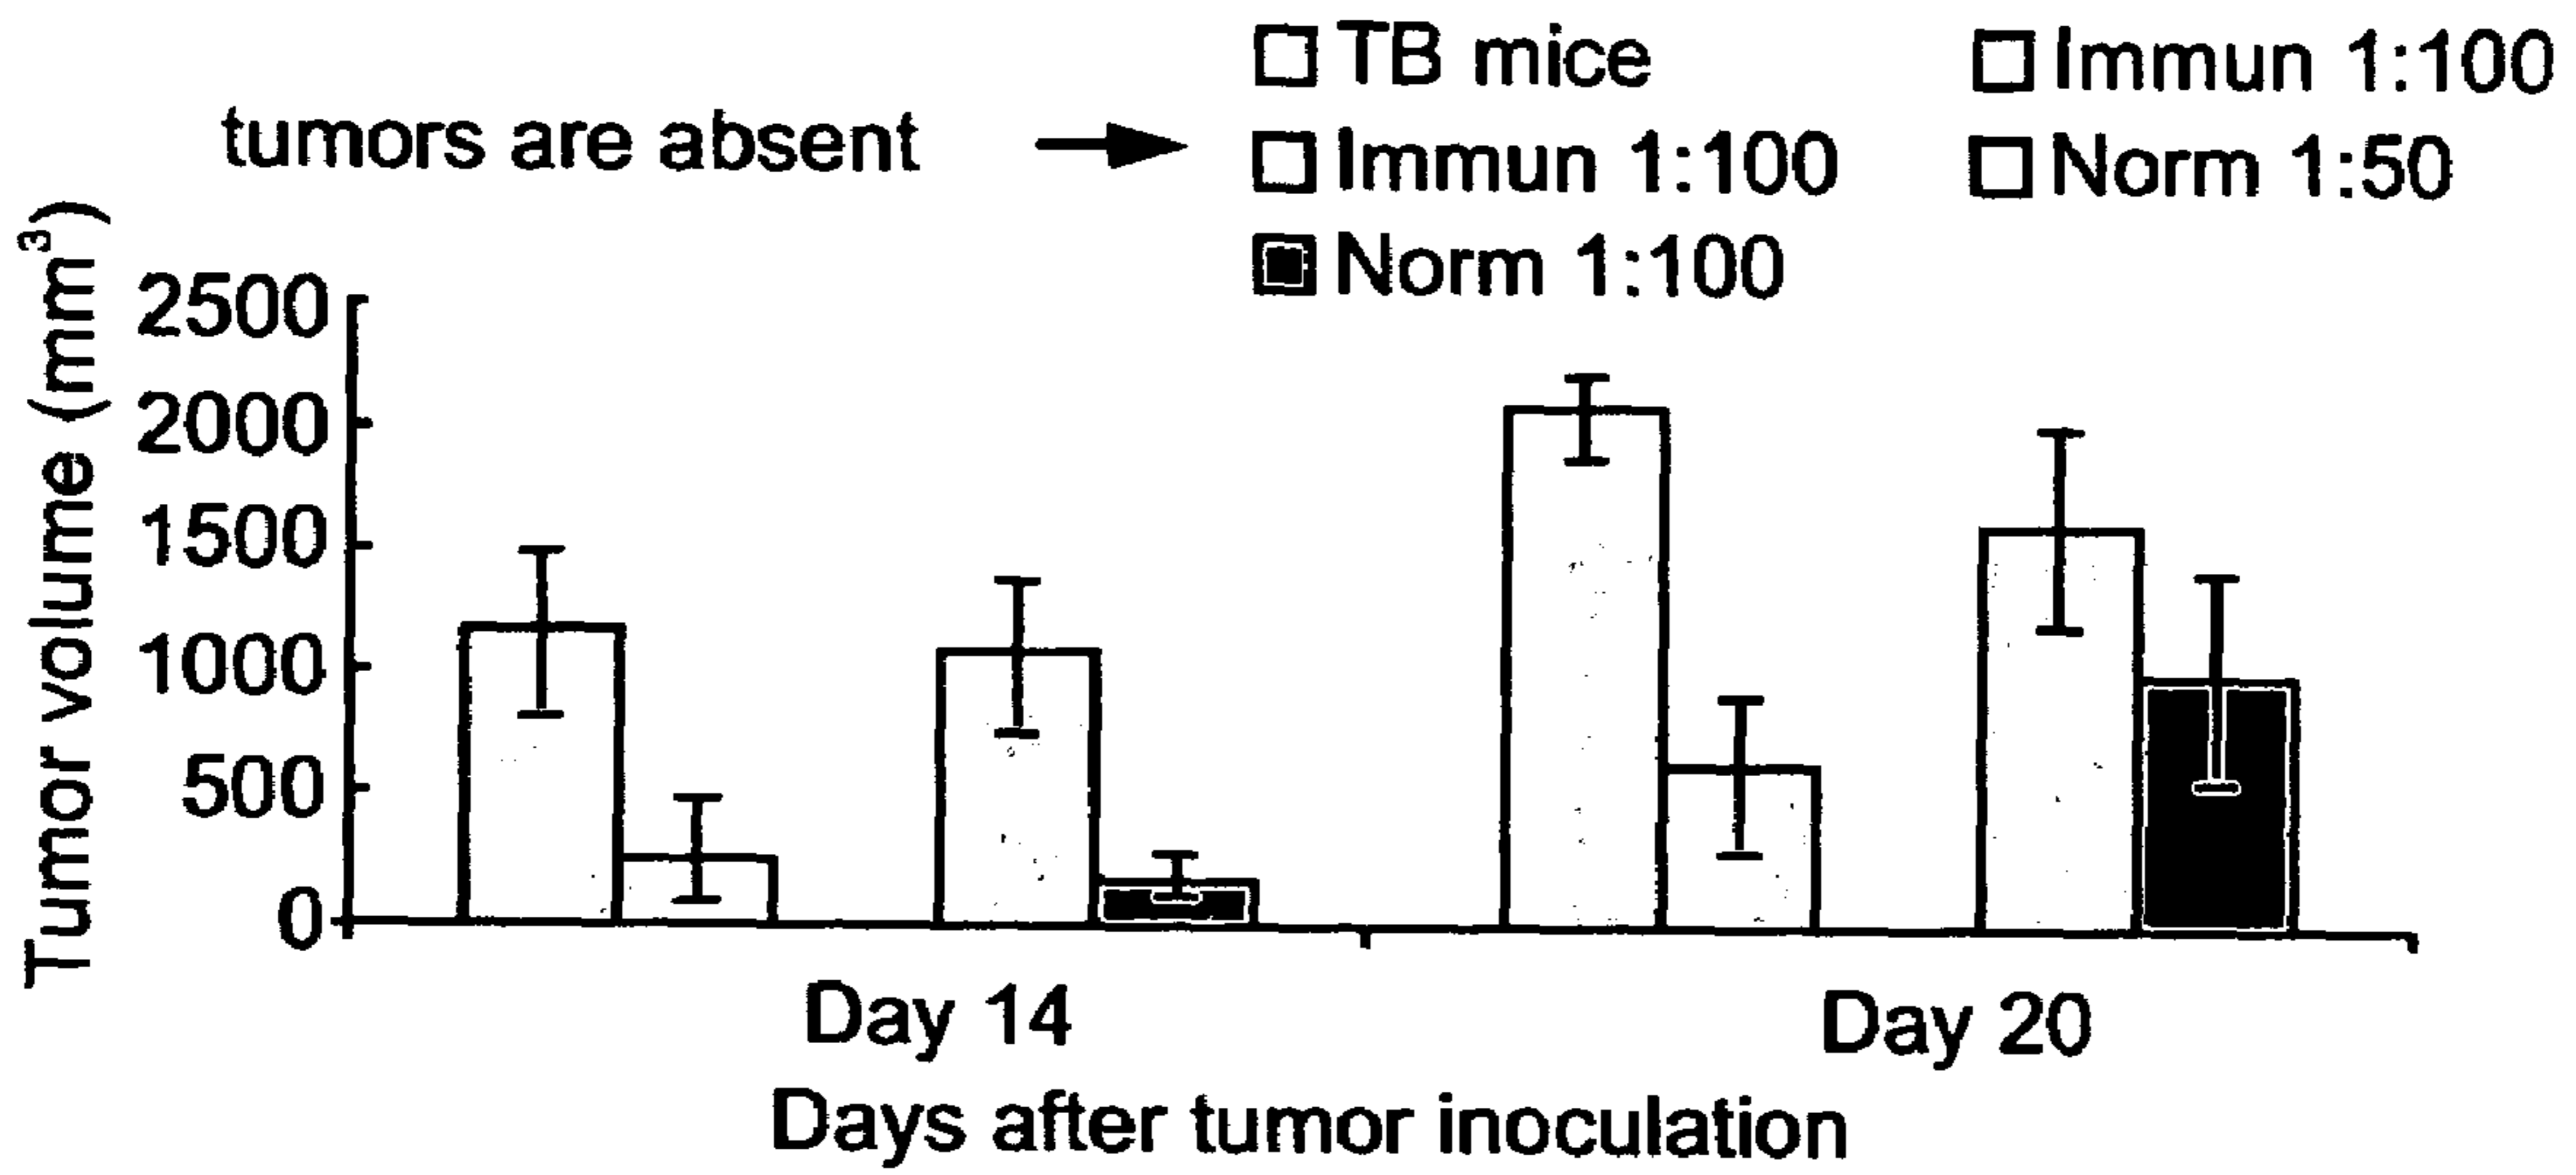 TB mice Immun 1:100
tumors are absent Immun 1:100 Norm 1:50
Norm 1:100
Tumor volume (mm³)
2500
2000
1500
1000
500
0
Day 14 Day 20
Days after tumor inoculation